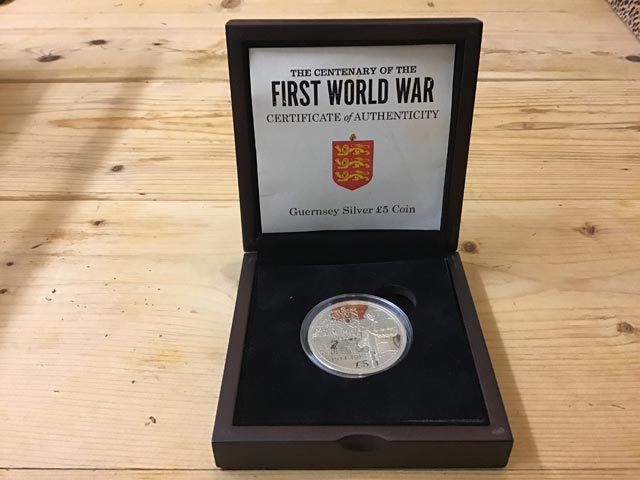 THE CENTENARY OF THE
FIRST WORLD WAR
CERTIFICATE of AUTHENTICITY
Guernsey Silver £5 Coin
£5